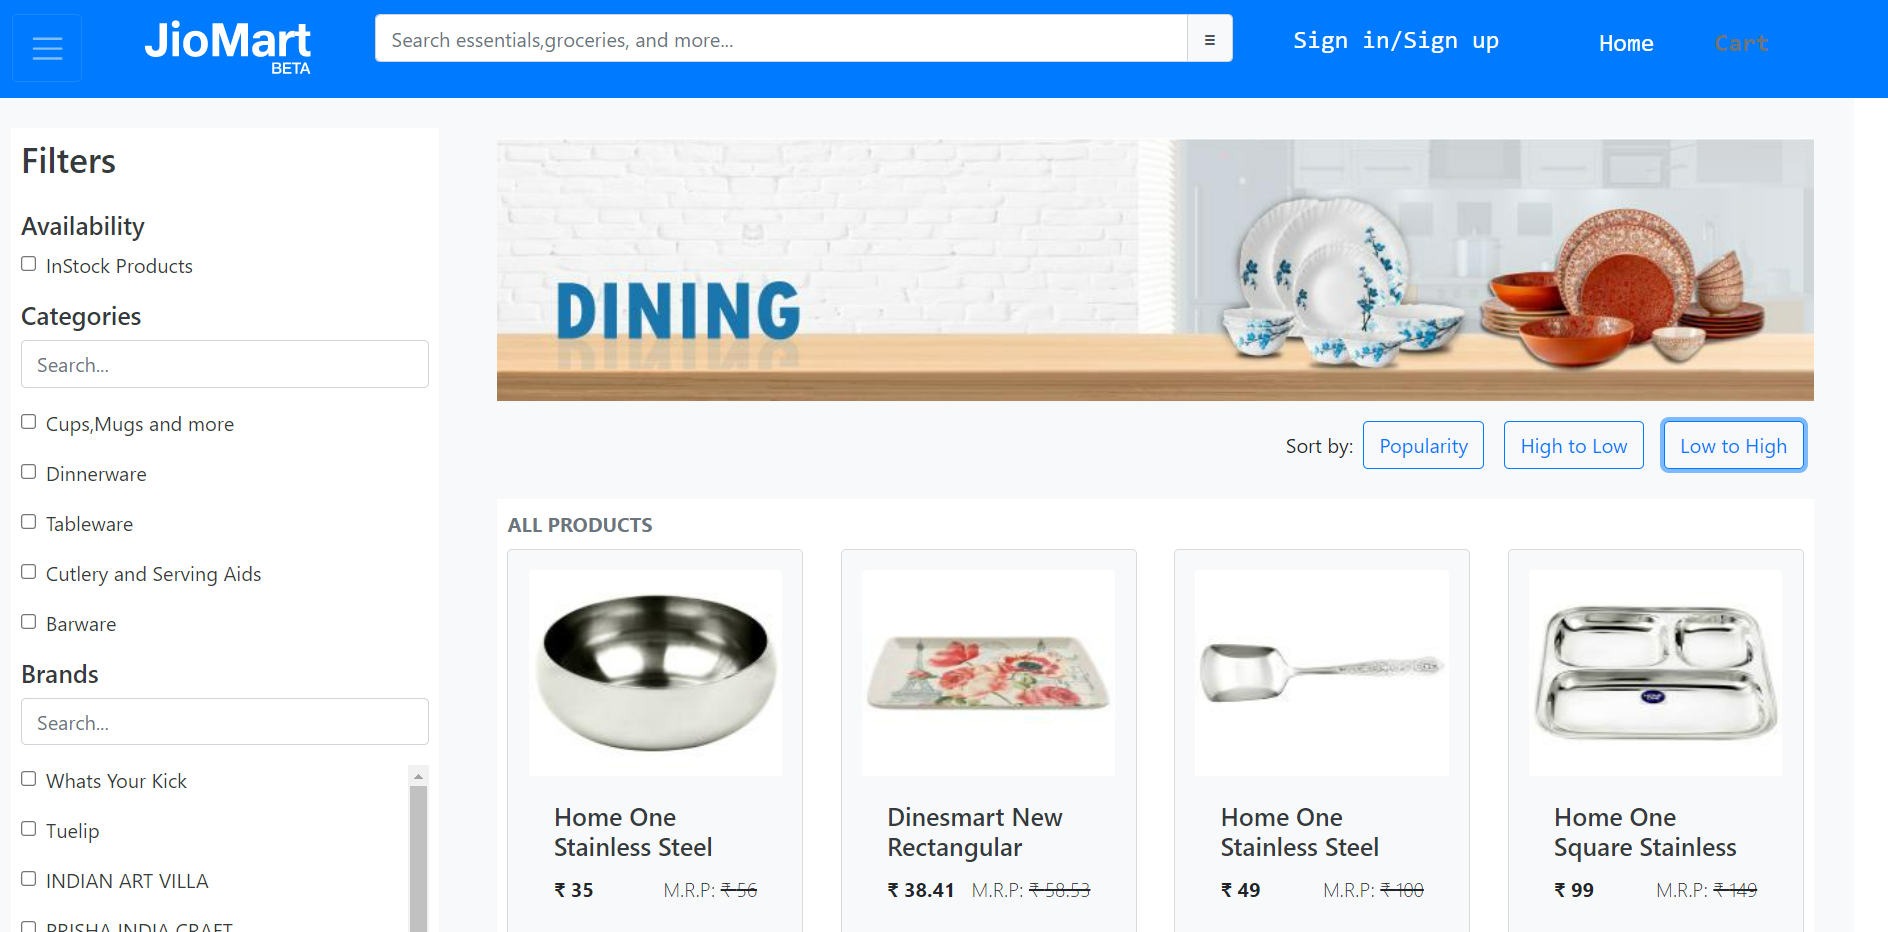 JioMart
BETA
Search essentials,groceries, and more...
Sign in/Sign up
Home
Cart
Filters
Availability
InStock Products
Categories
Search...
Cups,Mugs and more
Dinnerware
Tableware
Cutlery and Serving Aids
Barware
Brands
Search...
Whats Your Kick
Tuelip
INDIAN ART VILLA
PRISHA INDIA CRAFT
DINING
Sort by:
Popularity
High to Low
Low to High
ALL PRODUCTS
Home One
Stainless Steel
₹ 35 M.R.P: ₹ 56
Dinesmart New
Rectangular
₹ 38.41 M.R.P: ₹ 58.53
Home One
Stainless Steel
₹ 49 M.R.P: ₹ 100
Home One
Square Stainless
₹ 99 M.R.P: ₹ 149